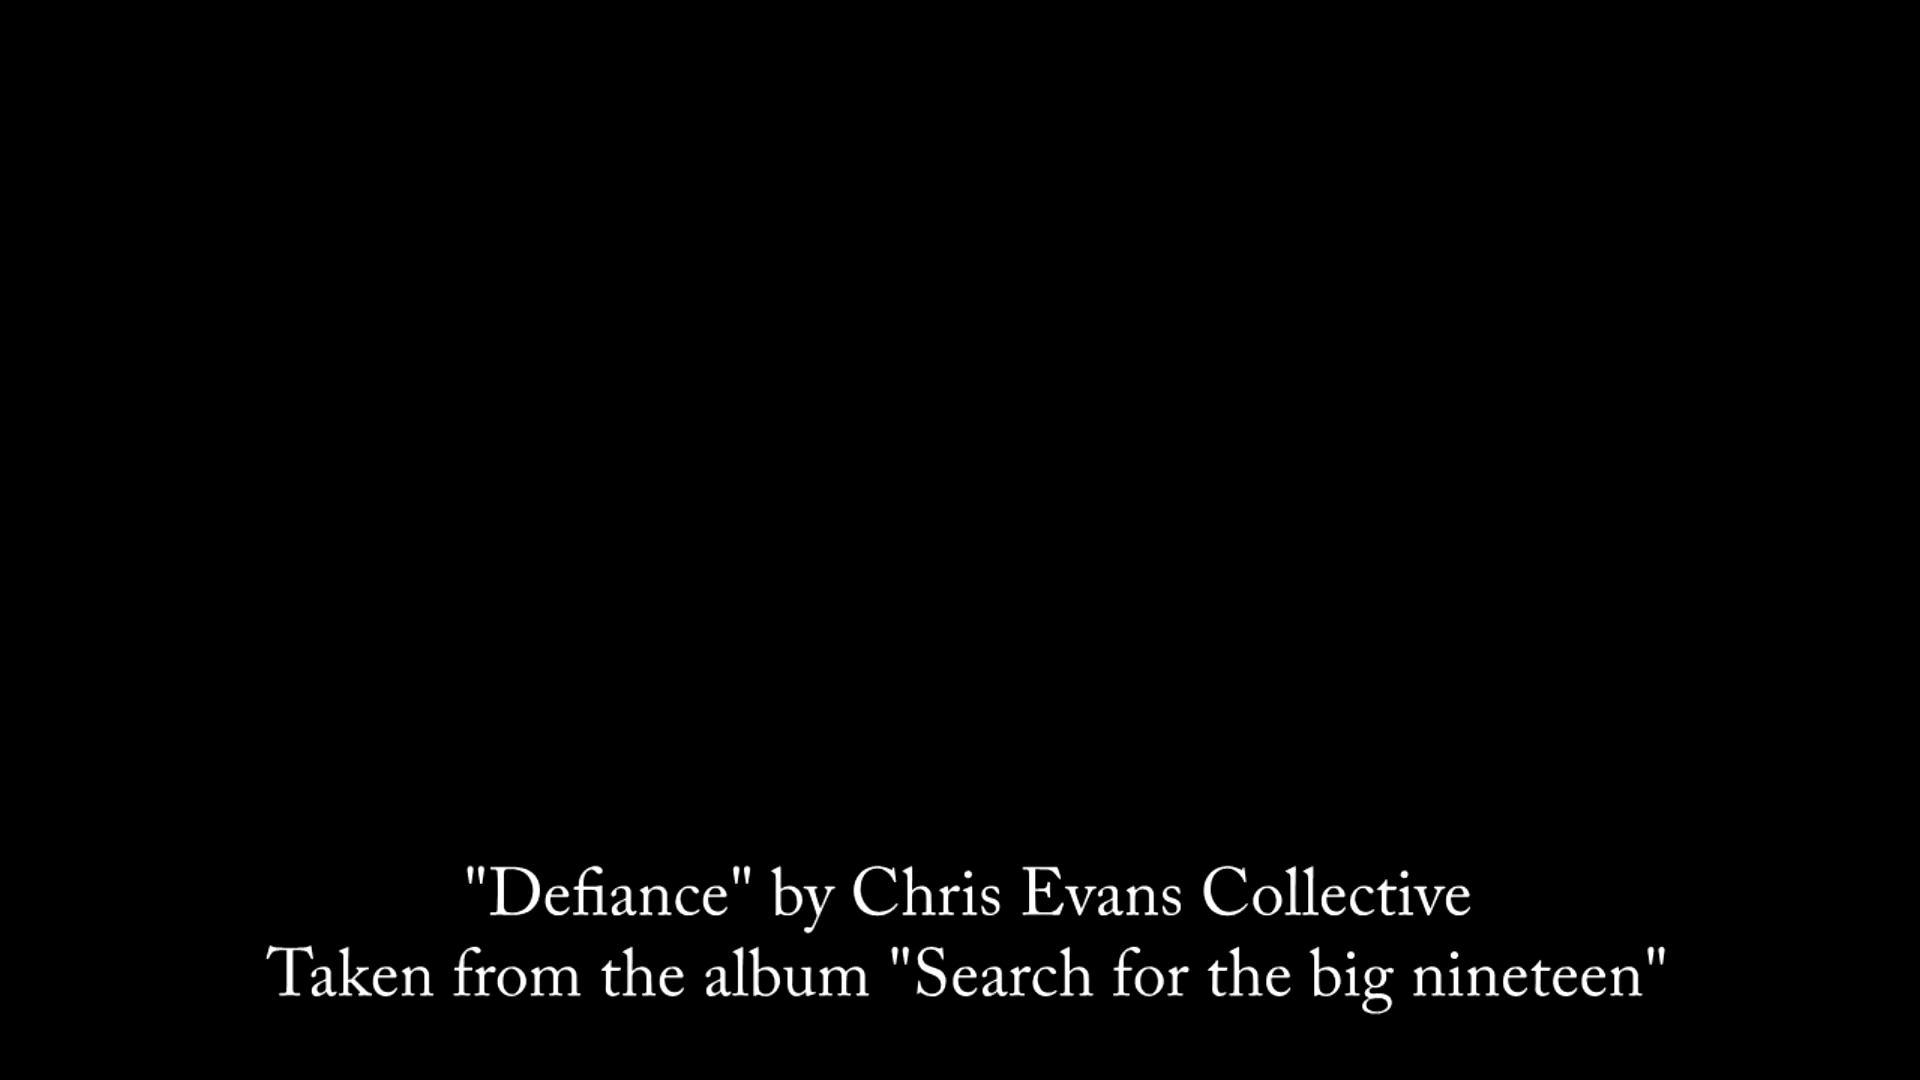 "Defiance" by Chris Evans Collective
Taken from the album "Search for the big nineteen"